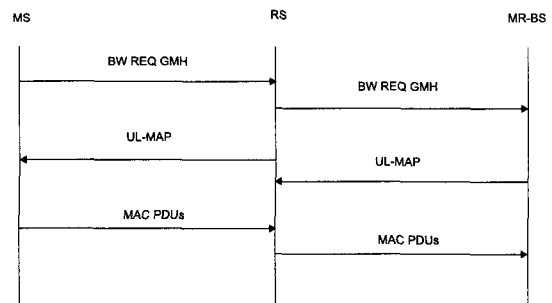 MS RS MR-BS
BW REQ GMH
BW REQ GMH
UL-MAP
UL-MAP
MAC PDUs
MAC PDUs